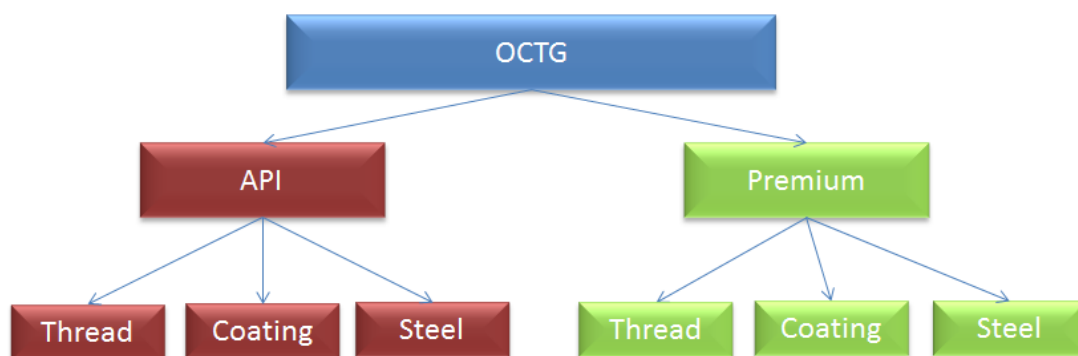 OCTG
API
Premium
Thread
Coating
Steel
Thread
Coating
Steel